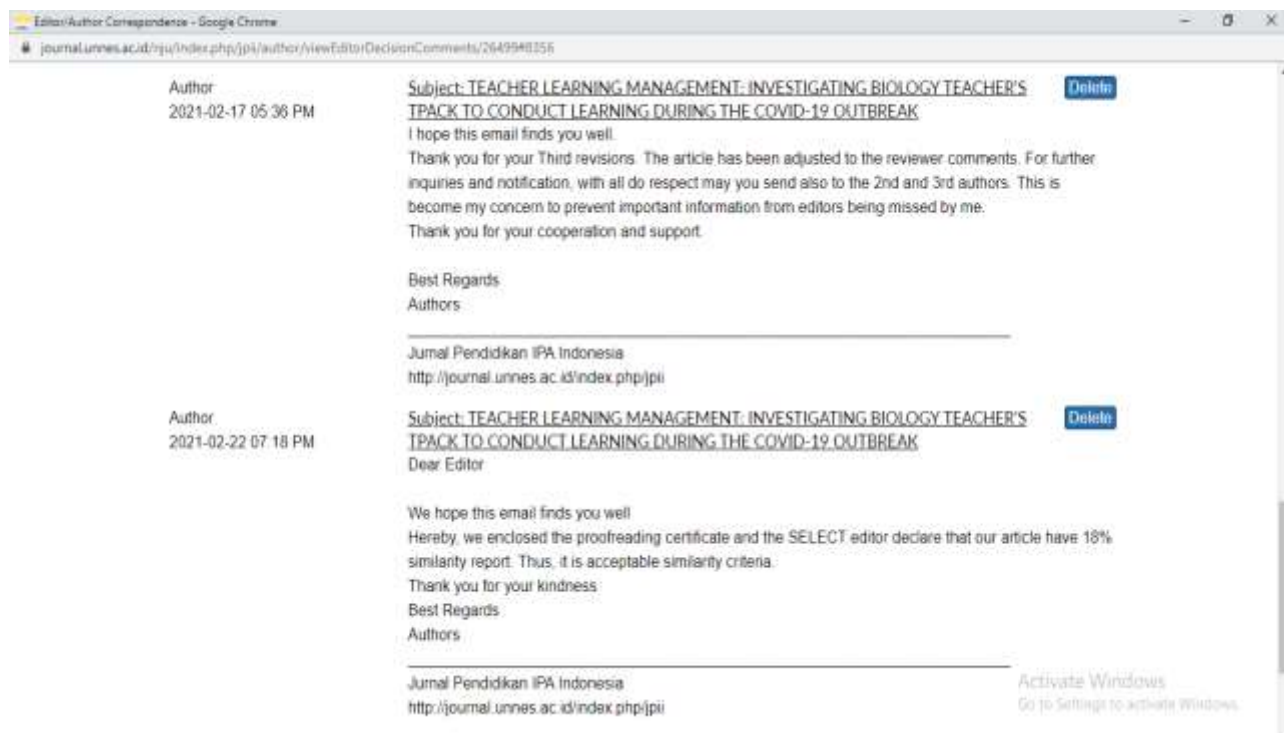 Editor/Author Correspondence - Google Chrome
journal.unnes.ac.id/nju/index.php/jpii/author/viewEditorDecisionComments/26499#8356
Author
2021-02-17 05:36 PM
Subject: TEACHER LEARNING MANAGEMENT: INVESTIGATING BIOLOGY TEACHER'S
TPACK TO CONDUCT LEARNING DURING THE COVID-19 OUTBREAK
Delete
I hope this email finds you well.
Thank you for your Third revisions. The article has been adjusted to the reviewer comments. For further
inquiries and notification, with all do respect may you send also to the 2nd and 3rd authors. This is
become my concern to prevent important information from editors being missed by me.
Thank you for your cooperation and support.
Best Regards
Authors
Jurnal Pendidikan IPA Indonesia
http://journal.unnes.ac.id/index.php/jpii
Author
2021-02-22 07:18 PM
Subject: TEACHER LEARNING MANAGEMENT: INVESTIGATING BIOLOGY TEACHER'S
TPACK TO CONDUCT LEARNING DURING THE COVID-19 OUTBREAK
Delete
Dear Editor
We hope this email finds you well
Hereby, we enclosed the proofreading certificate and the SELECT editor declare that our article have 18%
similarity report. Thus, it is acceptable similarity criteria.
Thank you for your kindness
Best Regards
Authors
Jurnal Pendidikan IPA Indonesia
http://journal.unnes.ac.id/index.php/jpii
Activate Windows
Go to Settings to activate Windows.